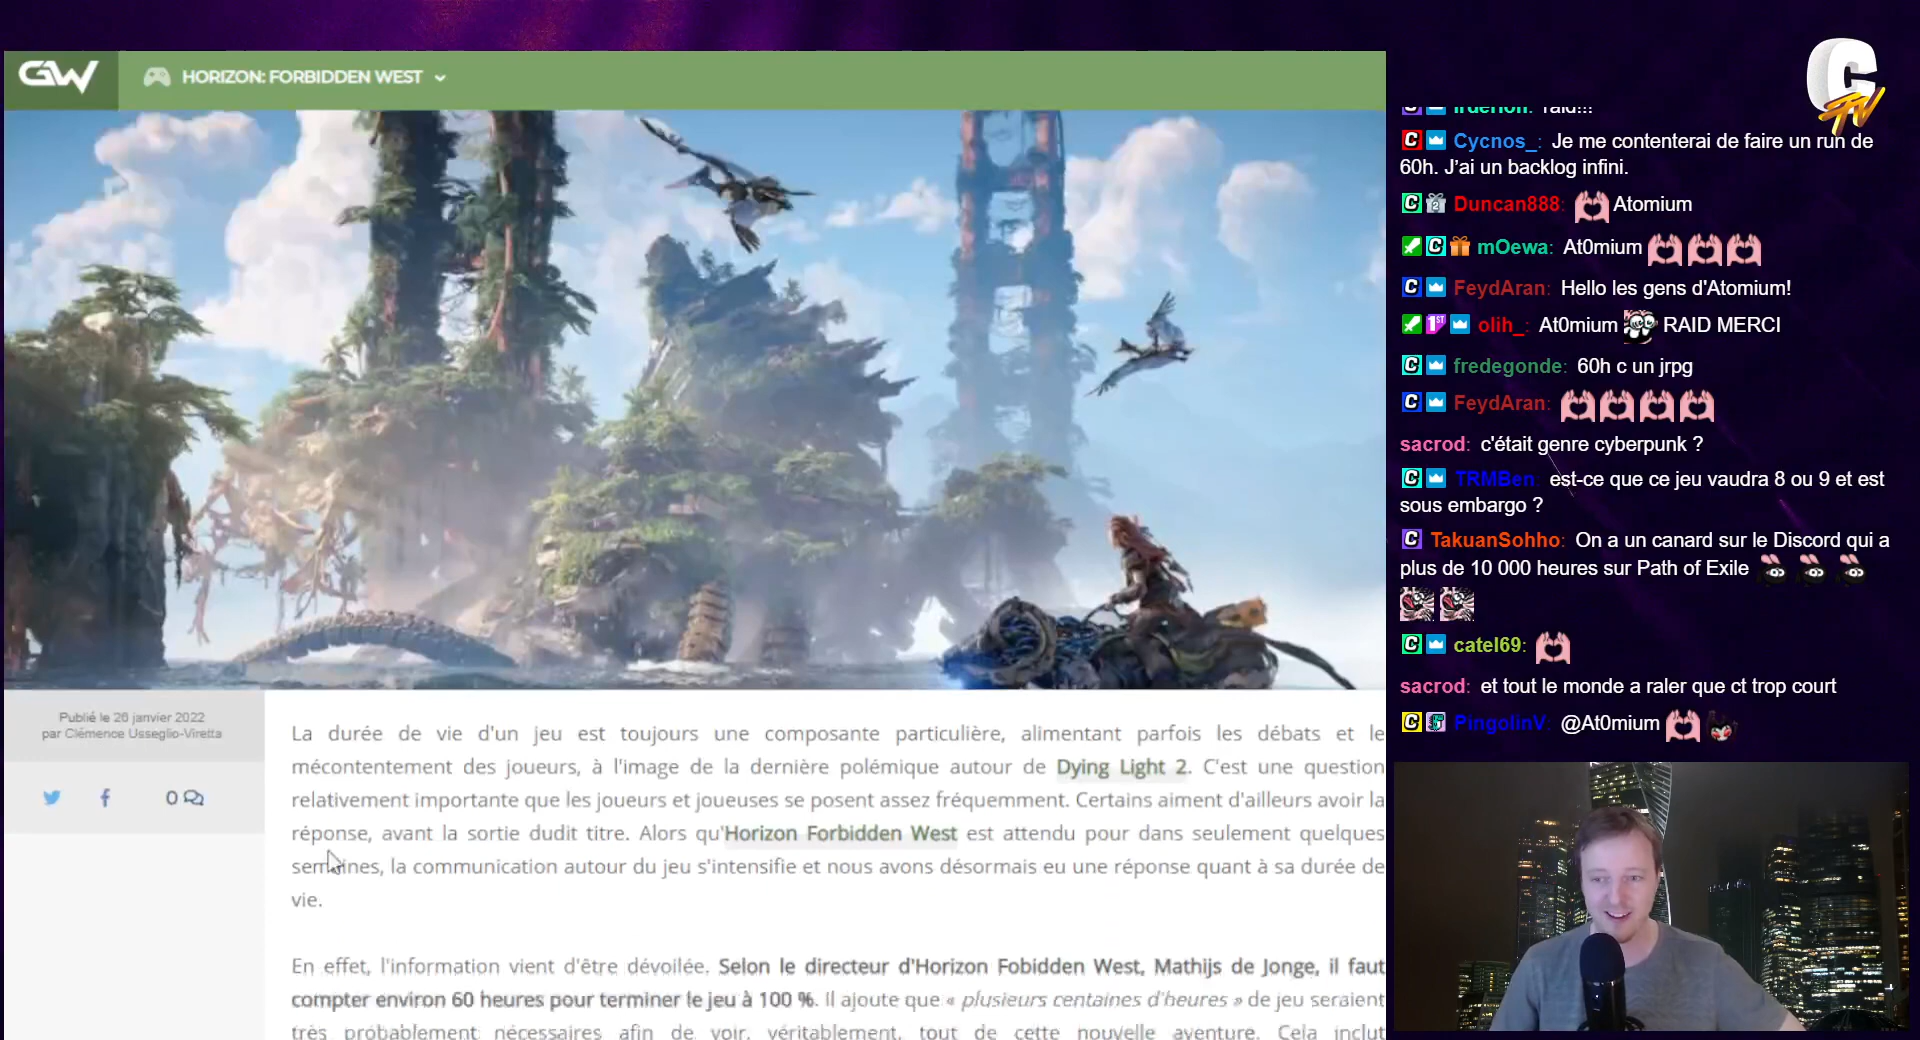 GW
HORIZON: FORBIDDEN WEST
Publié le 26 janvier 2022
par Clémence Usseglio-Viretta
0
La durée de vie d'un jeu est toujours une composante particulière, alimentant parfois les débats et le
mécontentement des joueurs, à l'image de la dernière polémique autour de Dying Light 2. C'est une question
relativement importante que les joueurs et joueuses se posent assez fréquemment. Certains aiment d'ailleurs avoir la
réponse, avant la sortie dudit titre. Alors qu'Horizon Forbidden West est attendu pour dans seulement quelques
semaines, la communication autour du jeu s'intensifie et nous avons désormais eu une réponse quant à sa durée de
vie.
En effet, l'information vient d'être dévoilée. Selon le directeur d'Horizon Fobidden West, Mathijs de Jonge, il faut
compter environ 60 heures pour terminer le jeu à 100 %. Il ajoute que « plusieurs centaines d'heures » de jeu seraient
très probablement nécessaires afin de voir, véritablement, tout de cette nouvelle aventure. Cela inclut
C TV
raid!!!
Cycnos_: Je me contenterai de faire un run de
60h. J'ai un backlog infini.
Duncan888: Atomium
mOewa: At0mium
FeydAran: Hello les gens d'Atomium!
olih_: At0mium RAID MERCI
fredegonde: 60h c un jrpg
FeydAran:
sacrod: c'était genre cyberpunk ?
TRMBen: est-ce que ce jeu vaudra 8 ou 9 et est
sous embargo ?
TakuanSohho: On a un canard sur le Discord qui a
plus de 10 000 heures sur Path of Exile
catel69:
sacrod: et tout le monde a raler que ct trop court
PingolinV: @At0mium